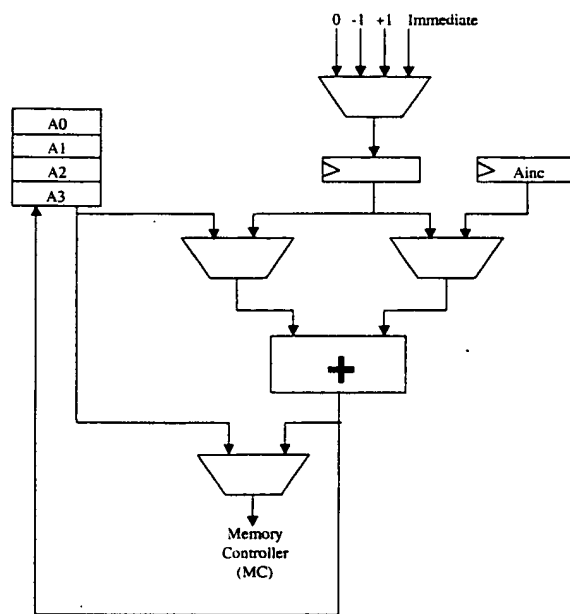 0 -1 +1 Immediate
A0
A1
A2
A3
Ainc
+
Memory
Controller
(MC)